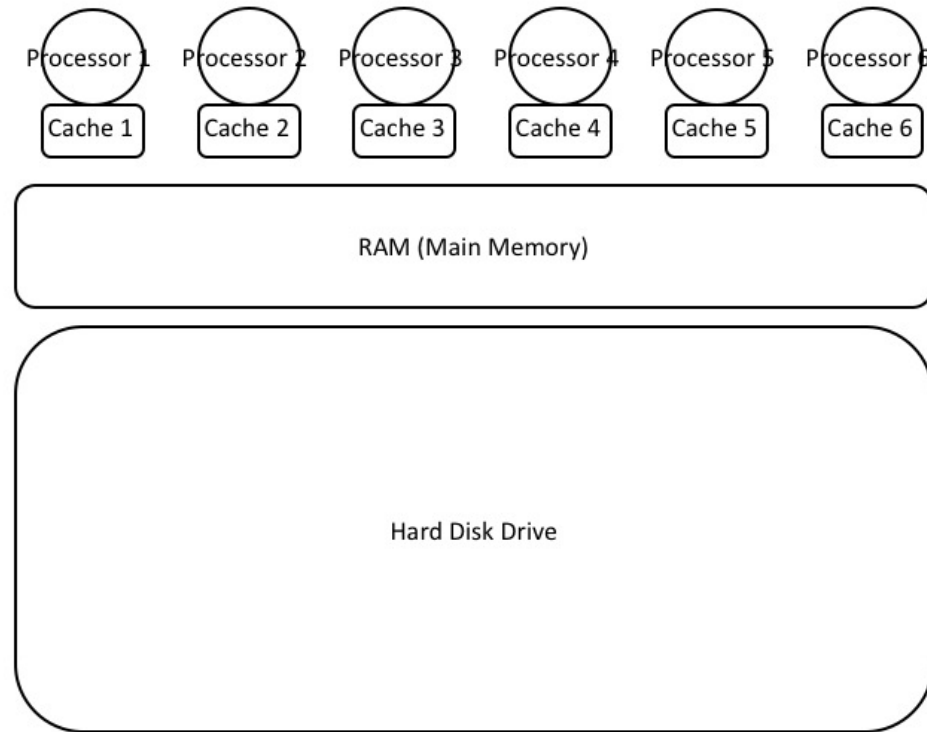 Processor 1 Processor 2 Processor 3 Processor 4 Processor 5 Processor 6
Cache 1 Cache 2 Cache 3 Cache 4 Cache 5 Cache 6
RAM (Main Memory)
Hard Disk Drive